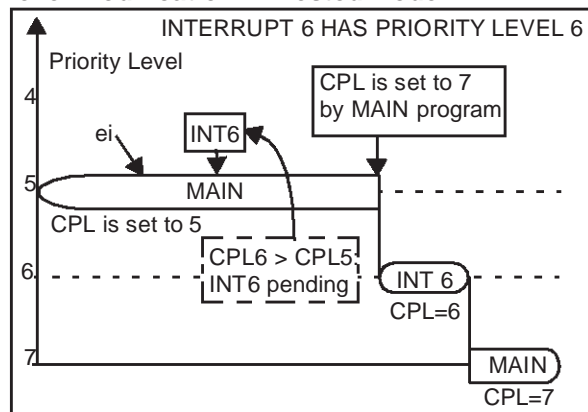 INTERRUPT 6 HAS PRIORITY LEVEL 6
Priority Level
CPL is set to 7
by MAIN program
4
INT6
ei
5
MAIN
CPL is set to 5
CPL6 > CPL5
INT6 pending
6
INT 6
CPL=6
7
MAIN
CPL=7